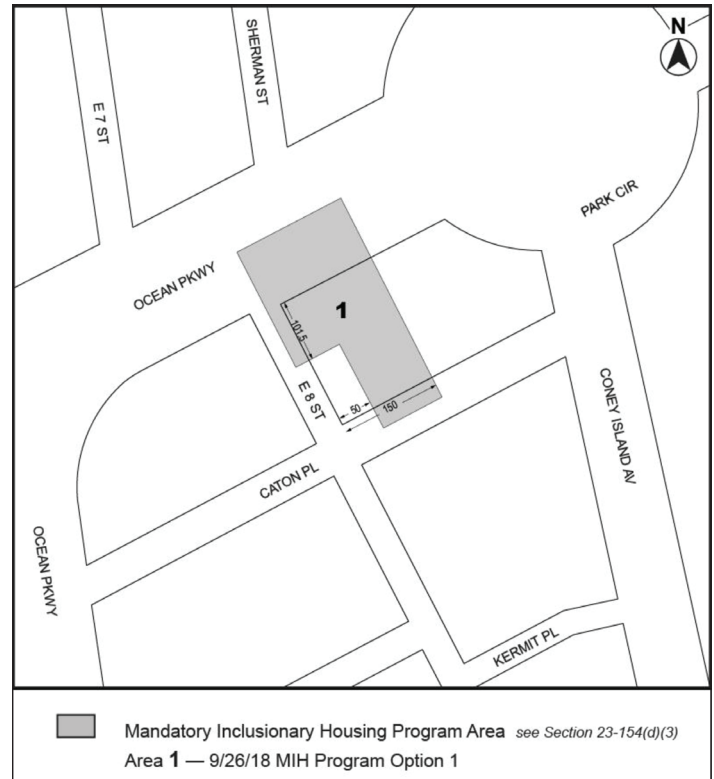 N
SHERMAN ST
E 7 ST
PARK CIR
OCEAN PKWY
1
101.5
E 8 ST
50
150
CONEY ISLAND AV
CATON PL
OCEAN PKWY
KERMIT PL
Mandatory Inclusionary Housing Program Area see Section 23-154(d)(3)
Area 1 — 9/26/18 MIH Program Option 1